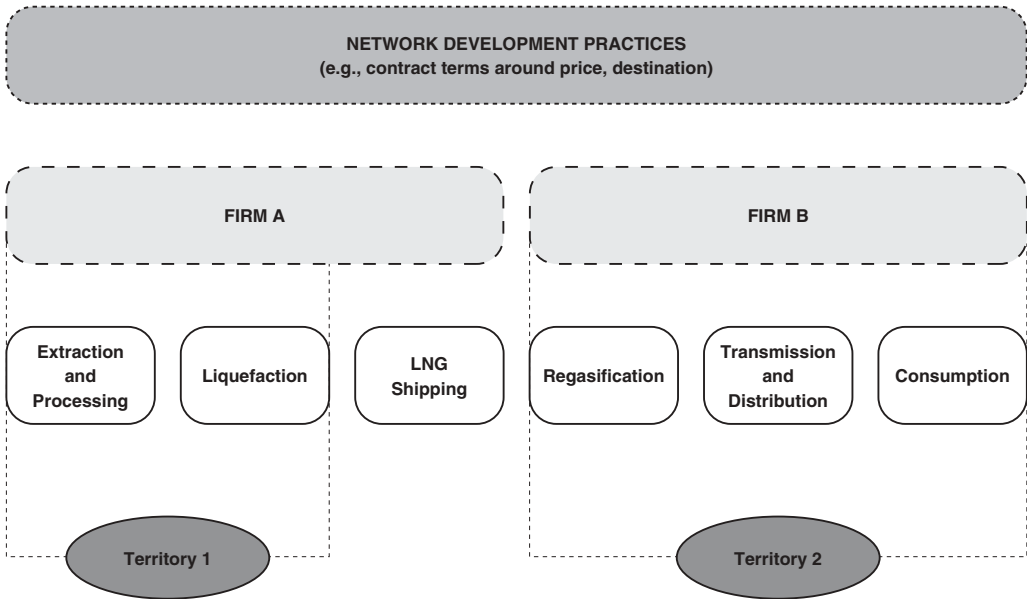 NETWORK DEVELOPMENT PRACTICES
(e.g., contract terms around price, destination)
FIRM A
FIRM B
Extraction
and
Processing
Liquefaction
LNG
Shipping
Regasification
Transmission
and
Distribution
Consumption
Territory 1
Territory 2